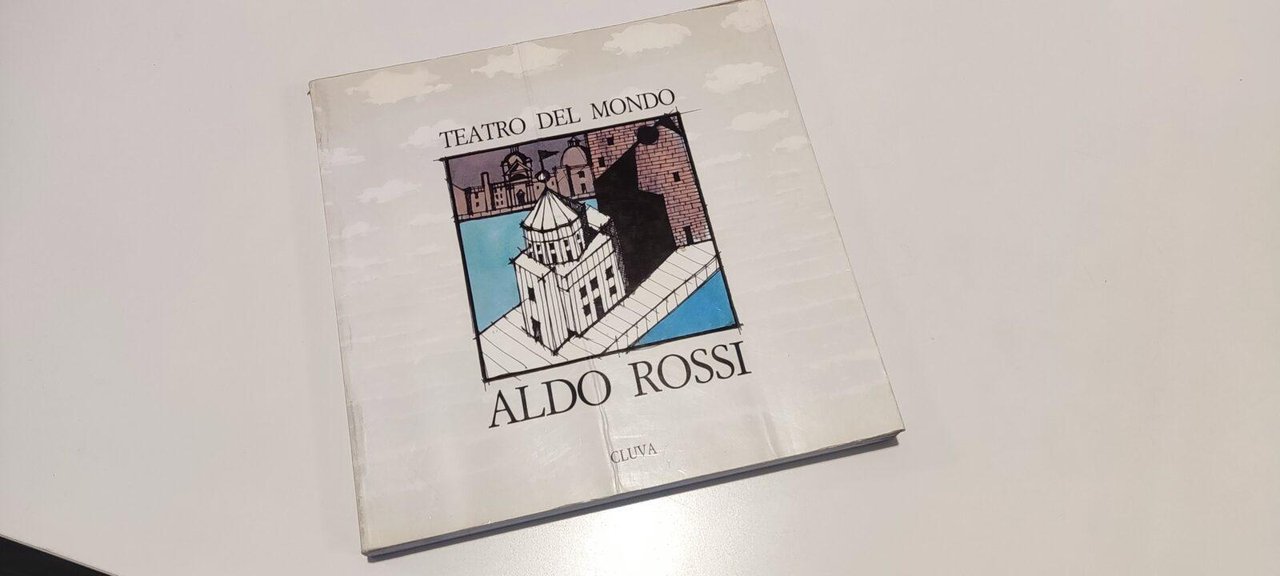 TEATRO DEL MONDO
ALDO ROSSI
CLUVA